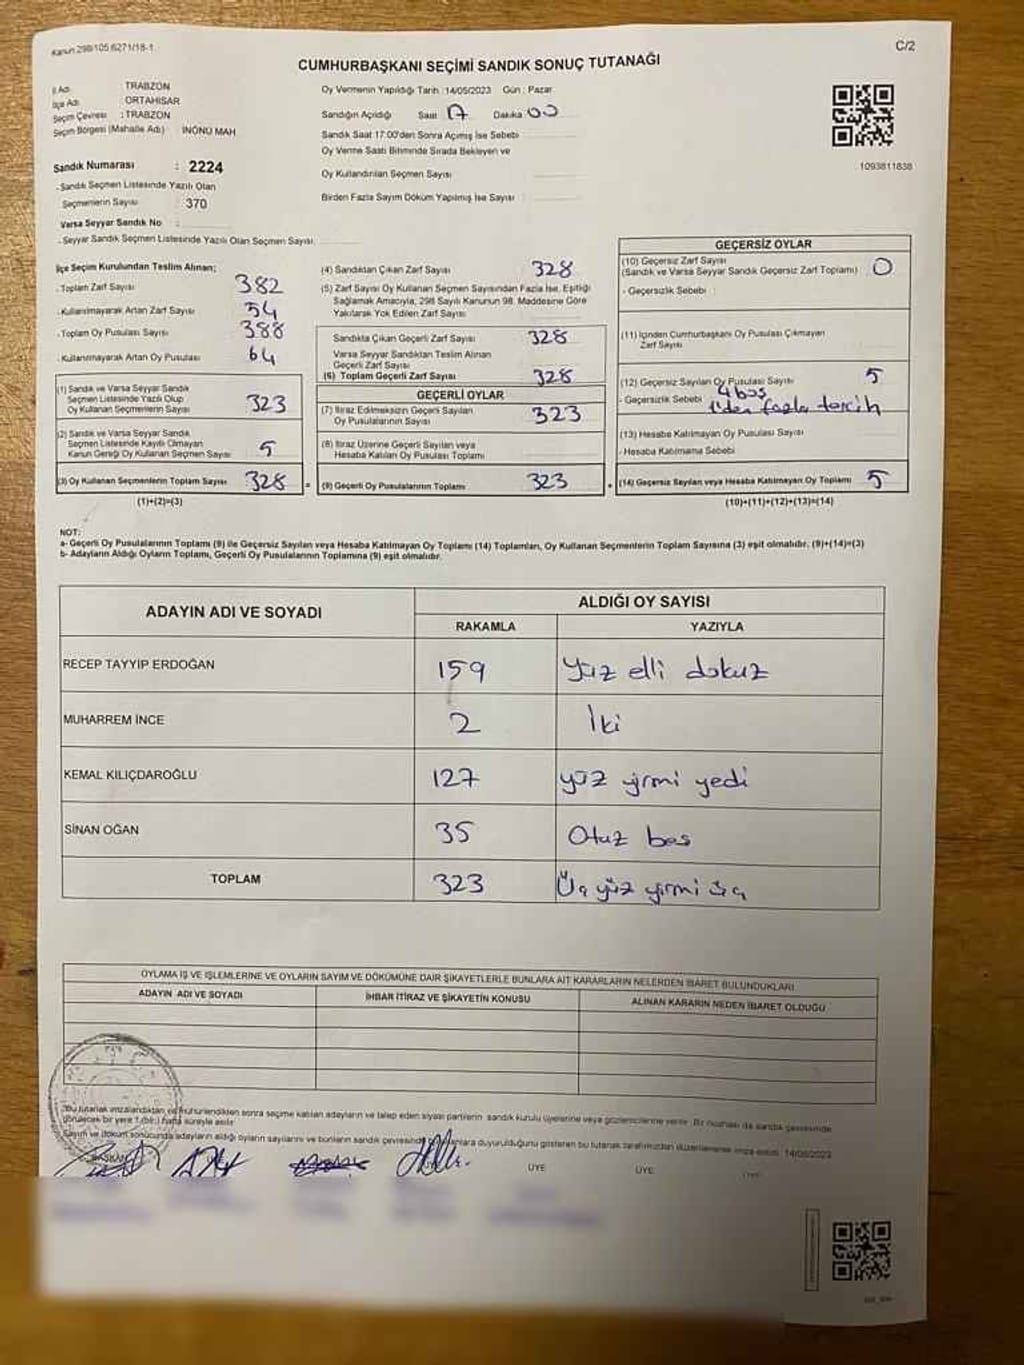 Kanun 298/105,6271/18-1
C/2
CUMHURBAŞKANI SEÇİMİ SANDIK SONUÇ TUTANAĞI
İl Adı TRABZON
İlçe Adı ORTAHİSAR
Seçim Çevresi : TRABZON
Seçim Bölgesi (Mahalle Adı) İNÖNÜ MAH
Sandık Numarası : 2224
- Sandık Seçmen Listesinde Yazılı Olan
Seçmenlerin Sayısı : 370
Varsa Seyyar Sandık No :
- Seyyar Sandık Seçmen Listesinde Yazılı Olan Seçmen Sayısı
Oy Vermenin Yapıldığı Tarih : 14/05/2023 Gün : Pazar
Sandığın Açıldığı Saat 17 Dakika 00
Sandık Saat 17:00'den Sonra Açılmış İse Sebebi
Oy Verme Saati Bitiminde Sırada Bekleyen ve
Oy Kullandırılan Seçmen Sayısı
Birden Fazla Sayım Döküm Yapılmış İse Sayısı :
1093811838
İlçe Seçim Kurulundan Teslim Alınan;
- Toplam Zarf Sayısı 382
- Kullanılmayarak Artan Zarf Sayısı 54
- Toplam Oy Pusulası Sayısı 388
- Kullanılmayarak Artan Oy Pusulası 64
(1) Sandık ve Varsa Seyyar Sandık
Seçmen Listesinde Yazılı Olup
Oy Kullanan Seçmenlerin Sayısı 323
(2) Sandık ve Varsa Seyyar Sandık
Seçmen Listesinde Kayıtlı Olmayan
Kanun Gereği Oy Kullanan Seçmen Sayısı 5
(3) Oy Kullanan Seçmenlerin Toplam Sayısı 328 =
(1)+(2)=(3)
(4) Sandıktan Çıkan Zarf Sayısı 328
(5) Zarf Sayısı Oy Kullanan Seçmen Sayısından Fazla İse, Eşitliği
Sağlamak Amacıyla, 298 Sayılı Kanunun 98. Maddesine Göre
Yakılarak Yok Edilen Zarf Sayısı
Sandıkta Çıkan Geçerli Zarf Sayısı 328
Varsa Seyyar Sandıktan Teslim Alınan
Geçerli Zarf Sayısı
(6) Toplam Geçerli Zarf Sayısı 328
GEÇERLİ OYLAR
(7) İtiraz Edilmeksizin Geçerli Sayılan
Oy Pusulalarının Sayısı 323
(8) İtiraz Üzerine Geçerli Sayılan veya
Hesaba Katılan Oy Pusulası Toplamı
(9) Geçerli Oy Pusulalarının Toplamı 323 +
GEÇERSİZ OYLAR
(10) Geçersiz Zarf Sayısı
(Sandık ve Varsa Seyyar Sandık Geçersiz Zarf Toplamı) 0
- Geçersizlik Sebebi :
(11) İçinden Cumhurbaşkanı Oy Pusulası Çıkmayan
Zarf Sayısı
(12) Geçersiz Sayılan Oy Pusulası Sayısı 5
- Geçersizlik Sebebi 4 boş
1'den fazla tercih
(13) Hesaba Katılmayan Oy Pusulası Sayısı
- Hesaba Katılmama Sebebi
(14) Geçersiz Sayılan veya Hesaba Katılmayan Oy Toplamı 5
(10)+(11)+(12)+(13)=(14)
NOT:
a- Geçerli Oy Pusulalarının Toplamı (9) ile Geçersiz Sayılan veya Hesaba Katılmayan Oy Toplamı (14) Toplamları, Oy Kullanan Seçmenlerin Toplam Sayısına (3) eşit olmalıdır. (9)+(14)=(3)
b- Adayların Aldığı Oyların Toplamı, Geçerli Oy Pusulalarının Toplamına (9) eşit olmalıdır.
ADAYIN ADI VE SOYADI
ALDIĞI OY SAYISI
RAKAMLA YAZIYLA
RECEP TAYYİP ERDOĞAN 159 Yüz elli dokuz
MUHARREM İNCE 2 İki
KEMAL KILIÇDAROĞLU 127 yüz yirmi yedi
SİNAN OĞAN 35 Otuz beş
TOPLAM 323 Üç yüz yirmi üç
OYLAMA İŞ VE İŞLEMLERİNE VE OYLARIN SAYIM VE DÖKÜMÜNE DAİR ŞİKAYETLERLE BUNLARA AİT KARARLARIN NELERDEN İBARET BULUNDUKLARI
ADAYIN ADI VE SOYADI İHBAR İTİRAZ VE ŞİKAYETİN KONUSU ALINAN KARARIN NEDEN İBARET OLDUĞU
Bu tutanak imzalandıktan ve mühürlendikten sonra seçime katılan adayların ve talep eden siyasi partilerin sandık kurulu üyelerine veya gözlemcilerine verilir. Bir nüshası da sandık çevresinde
görülecek bir yere 1 (bir) hafta süreyle asılır
Sayım ve döküm sonucunda adayların aldığı oyların sayılarını ve bunların sandık çevresinde duyurulduğunu gösteren bu tutanak tarafımızdan düzenlenerek imza edildi. 14/05/2023
BAŞKAN ÜYE ÜYE ÜYE